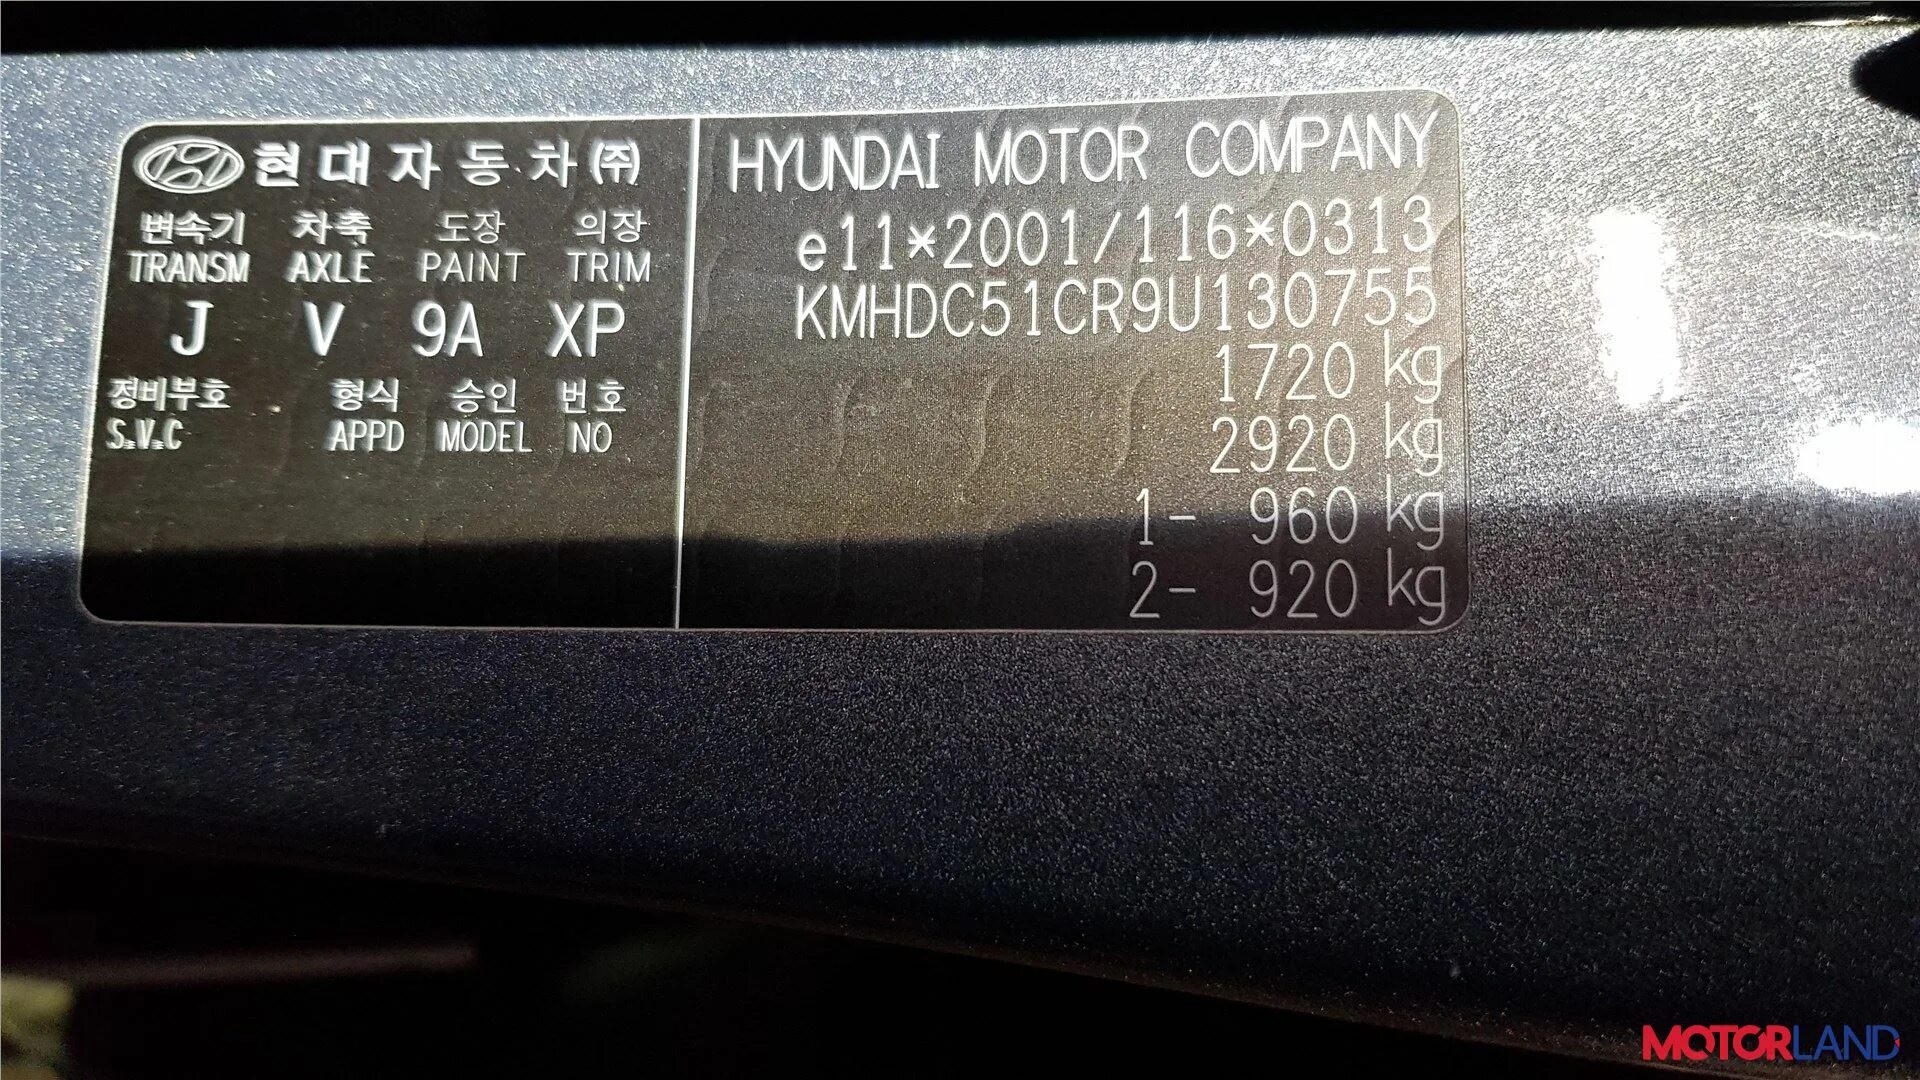 현대자동차(주)
변속기 차축 도장 의장
TRANSM AXLE PAINT TRIM
J V 9A XP
정비부호 형식 승인 번호
S.V.C APPD MODEL NO
HYUNDAI MOTOR COMPANY
e11*2001/116*0313
KMHDC51CR9U130755
1720 kg
2920 kg
1- 960 kg
2- 920 kg
MOTORLAND